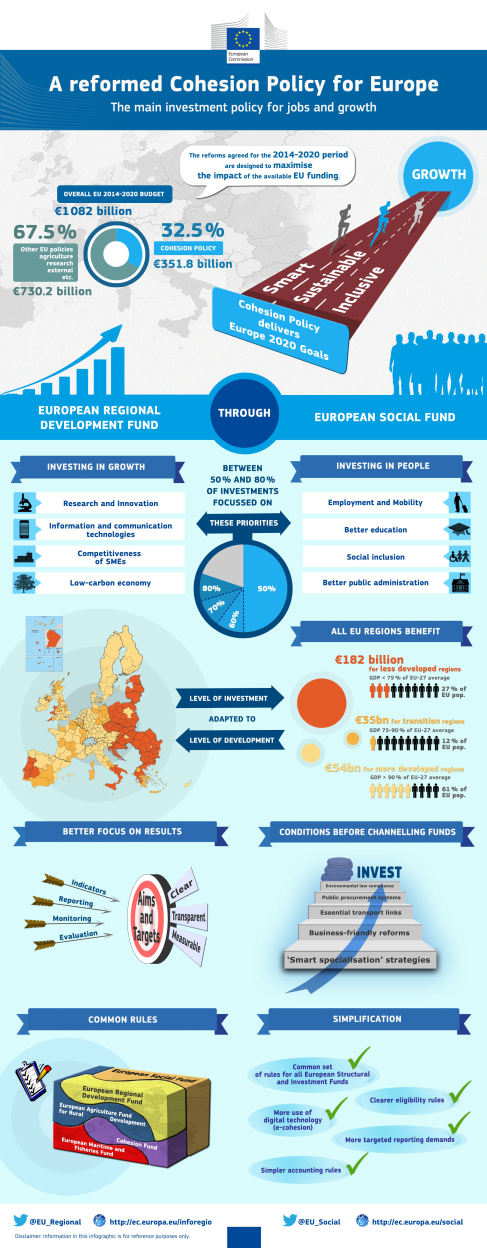 European
Commission
A reformed Cohesion Policy for Europe
The main investment policy for jobs and growth
The reforms agreed for the 2014-2020 period
are designed to maximise
the impact of the available EU funding.
GROWTH
OVERALL EU 2014-2020 BUDGET
€1082 billion
67.5%
Other EU policies
agriculture
research
external
etc.
€730.2 billion
32.5%
COHESION POLICY
€351.8 billion
Smart
Sustainable
Inclusive
Cohesion Policy
delivers
Europe 2020 Goals
EUROPEAN REGIONAL
DEVELOPMENT FUND
THROUGH
EUROPEAN SOCIAL FUND
INVESTING IN GROWTH
Research and Innovation
Information and communication
technologies
Competitiveness
of SMEs
Low-carbon economy
BETWEEN
50% AND 80%
OF INVESTMENTS
FOCUSSED ON
THESE PRIORITIES
80%
70%
60%
50%
INVESTING IN PEOPLE
Employment and Mobility
Better education
Social inclusion
Better public administration
LEVEL OF INVESTMENT
ADAPTED TO
LEVEL OF DEVELOPMENT
ALL EU REGIONS BENEFIT
€182 billion
for less developed regions
GDP < 75% of EU-27 average
27% of
EU pop.
€35bn for transition regions
GDP 75-90% of EU-27 average
12% of
EU pop.
€54bn for more developed regions
GDP > 90% of EU-27 average
61% of
EU pop.
BETTER FOCUS ON RESULTS
Indicators
Reporting
Monitoring
Evaluation
Aims
and
Targets
Clear
Transparent
Measurable
CONDITIONS BEFORE CHANNELLING FUNDS
INVEST
Environmental law compliance
Public procurement systems
Essential transport links
Business-friendly reforms
'Smart specialisation' strategies
COMMON RULES
European Social Fund
European Regional
Development Fund
European Agriculture Fund
for Rural Development
Cohesion Fund
European Maritime and
Fisheries Fund
SIMPLIFICATION
Common set
of rules for all European Structural
and Investment Funds
Clearer eligibility rules
More use of
digital technology
(e-cohesion)
More targeted reporting demands
Simpler accounting rules
@EU_Regional
http://ec.europa.eu/inforegio
@EU_Social
http://ec.europa.eu/social
Disclaimer: information in this infographic is for reference purposes only.